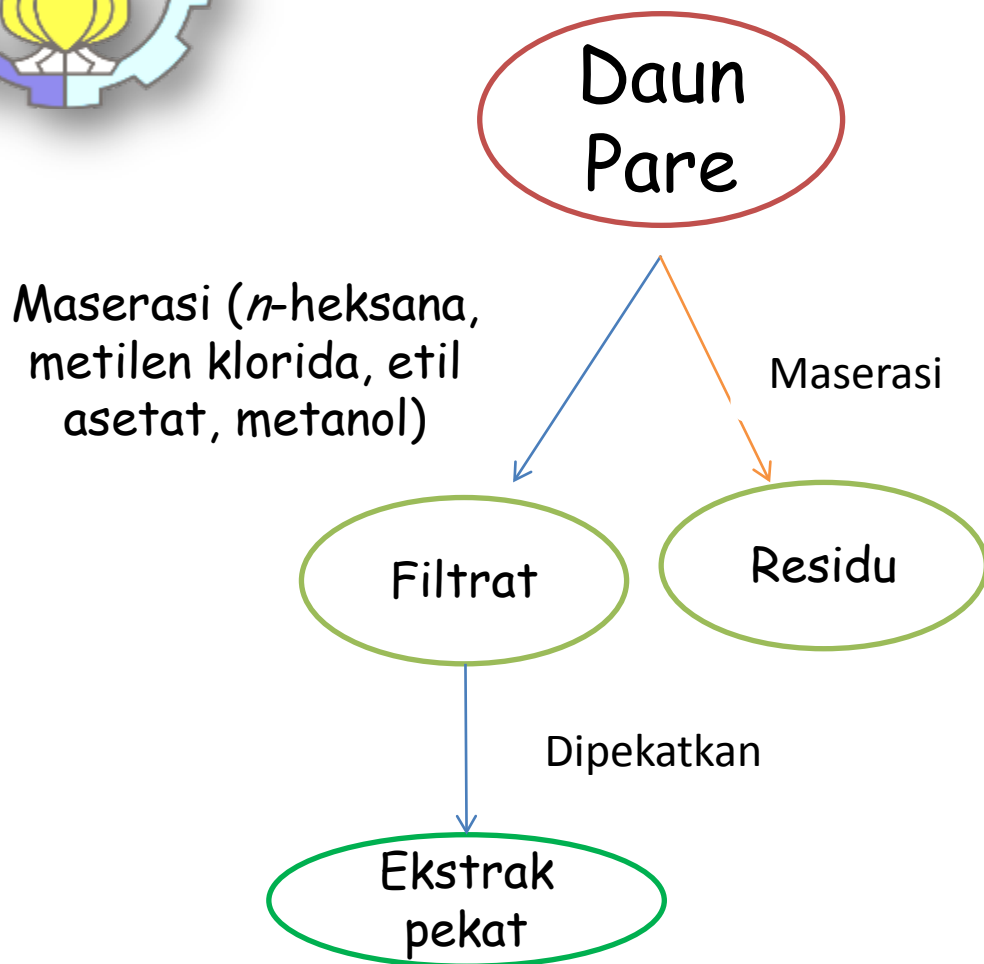 Daun
Pare
Maserasi (n-heksana,
metilen klorida, etil
asetat, metanol)
Maserasi
Filtrat
Residu
Dipekatkan
Ekstrak
pekat